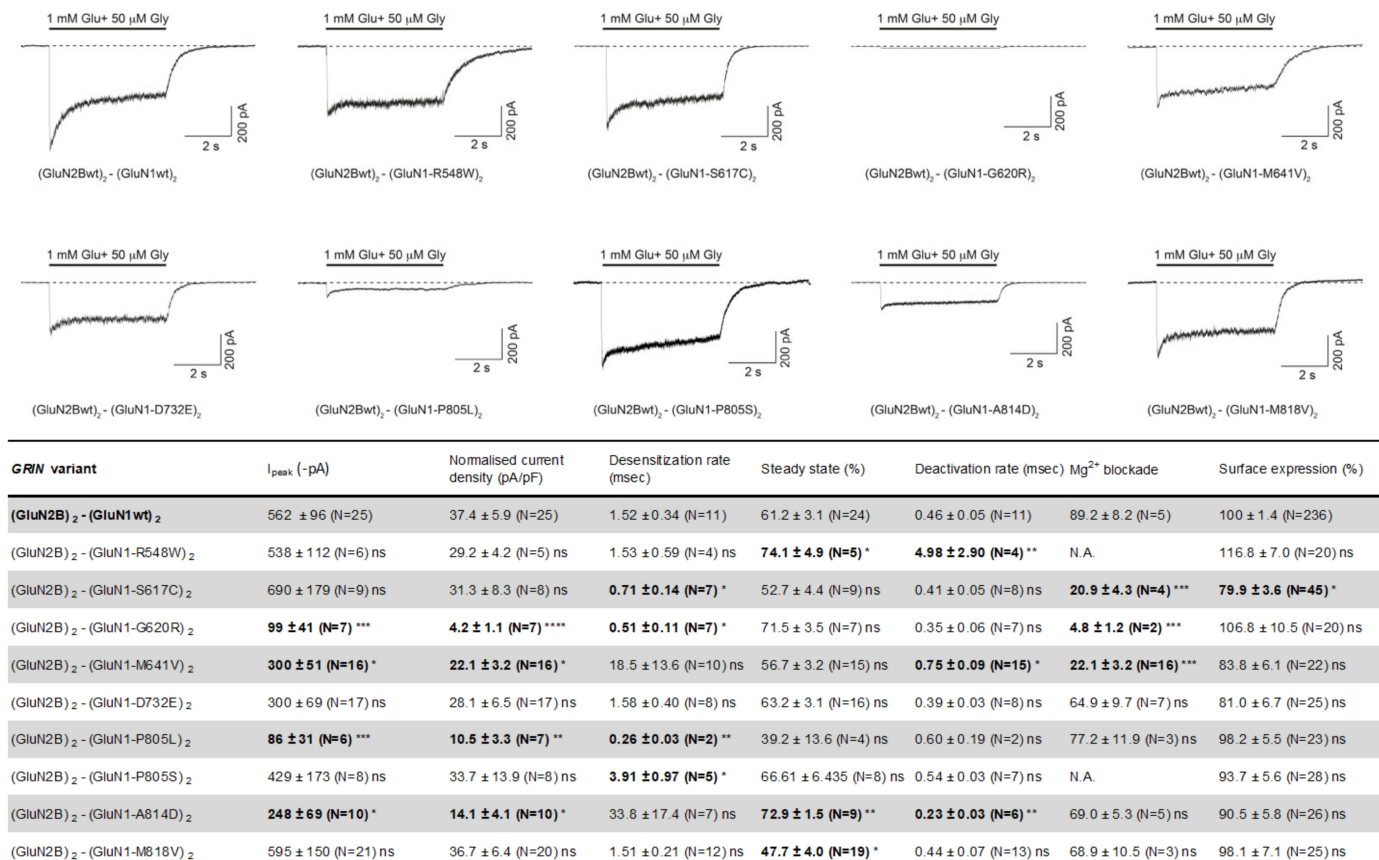 1 mM Glu+ 50 μM Gly
1 mM Glu+ 50 μM Gly
1 mM Glu+ 50 μM Gly
1 mM Glu+ 50 μM Gly
1 mM Glu+ 50 μM Gly
200 pA
2 s
200 pA
2 s
200 pA
2 s
200 pA
2 s
200 pA
2 s
(GluN2Bwt)2 - (GluN1wt)2
(GluN2Bwt)2 - (GluN1-R548W)2
(GluN2Bwt)2 - (GluN1-S617C)2
(GluN2Bwt)2 - (GluN1-G620R)2
(GluN2Bwt)2 - (GluN1-M641V)2
1 mM Glu+ 50 μM Gly
1 mM Glu+ 50 μM Gly
1 mM Glu+ 50 μM Gly
1 mM Glu+ 50 μM Gly
1 mM Glu+ 50 μM Gly
200 pA
2 s
200 pA
2 s
200 pA
2 s
200 pA
2 s
200 pA
2 s
(GluN2Bwt)2 - (GluN1-D732E)2
(GluN2Bwt)2 - (GluN1-P805L)2
(GluN2Bwt)2 - (GluN1-P805S)2
(GluN2Bwt)2 - (GluN1-A814D)2
(GluN2Bwt)2 - (GluN1-M818V)2
GRIN variant Ipeak (-pA) Normalised current density (pA/pF) Desensitization rate (msec) Steady state (%) Deactivation rate (msec) Mg2+ blockade Surface expression (%)
(GluN2B)2 - (GluN1wt)2 562 ±96 (N=25) 37.4 ±5.9 (N=25) 1.52 ±0.34 (N=11) 61.2 ±3.1 (N=24) 0.46 ±0.05 (N=11) 89.2 ±8.2 (N=5) 100 ±1.4 (N=236)
(GluN2B)2 - (GluN1-R548W)2 538 ±112 (N=6) ns 29.2 ±4.2 (N=5) ns 1.53 ±0.59 (N=4) ns 74.1 ±4.9 (N=5) * 4.98 ±2.90 (N=4) ** N.A. 116.8 ±7.0 (N=20) ns
(GluN2B)2 - (GluN1-S617C)2 690 ±179 (N=9) ns 31.3 ±8.3 (N=8) ns 0.71 ±0.14 (N=7) * 52.7 ±4.4 (N=9) ns 0.41 ±0.05 (N=8) ns 20.9 ±4.3 (N=4) *** 79.9 ±3.6 (N=45) *
(GluN2B)2 - (GluN1-G620R)2 99 ±41 (N=7) *** 4.2 ±1.1 (N=7) **** 0.51 ±0.11 (N=7) * 71.5 ±3.5 (N=7) ns 0.35 ±0.06 (N=7) ns 4.8 ±1.2 (N=2) *** 106.8 ±10.5 (N=20) ns
(GluN2B)2 - (GluN1-M641V)2 300 ±51 (N=16) * 22.1 ±3.2 (N=16) * 18.5 ±13.6 (N=10) ns 56.7 ±3.2 (N=15) ns 0.75 ±0.09 (N=15) * 22.1 ±3.2 (N=16) *** 83.8 ±6.1 (N=22) ns
(GluN2B)2 - (GluN1-D732E)2 300 ±69 (N=17) ns 28.1 ±6.5 (N=17) ns 1.58 ±0.40 (N=8) ns 63.2 ±3.1 (N=16) ns 0.39 ±0.03 (N=8) ns 64.9 ±9.7 (N=7) ns 81.0 ±6.7 (N=25) ns
(GluN2B)2 - (GluN1-P805L)2 86 ±31 (N=6) *** 10.5 ±3.3 (N=7) ** 0.26 ±0.03 (N=2) ** 39.2 ±13.6 (N=4) ns 0.60 ±0.19 (N=2) ns 77.2 ±11.9 (N=3) ns 98.2 ±5.5 (N=23) ns
(GluN2B)2 - (GluN1-P805S)2 429 ±173 (N=8) ns 33.7 ±13.9 (N=8) ns 3.91 ±0.97 (N=5) * 66.61 ±6.435 (N=8) ns 0.54 ±0.03 (N=7) ns N.A. 93.7 ±5.6 (N=28) ns
(GluN2B)2 - (GluN1-A814D)2 248 ±69 (N=10) * 14.1 ±4.1 (N=10) * 33.8 ±17.4 (N=7) ns 72.9 ±1.5 (N=9) ** 0.23 ±0.03 (N=6) ** 69.0 ±5.3 (N=5) ns 90.5 ±5.8 (N=26) ns
(GluN2B)2 - (GluN1-M818V)2 595 ±150 (N=21) ns 36.7 ±6.4 (N=20) ns 1.51 ±0.21 (N=12) ns 47.7 ±4.0 (N=19) * 0.44 ±0.07 (N=13) ns 68.9 ±10.5 (N=3) ns 98.1 ±7.1 (N=25) ns